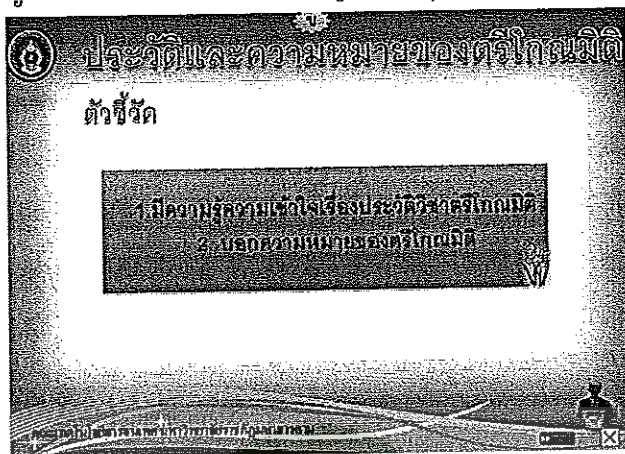 ประวัติและความหมายของตรีโกณมิติ
ตัวชี้วัด
1.มีความรู้ความเข้าใจเรื่องประวัติวิชาตรีโกณมิติ
2. บอกความหมายของตรีโกณมิติ